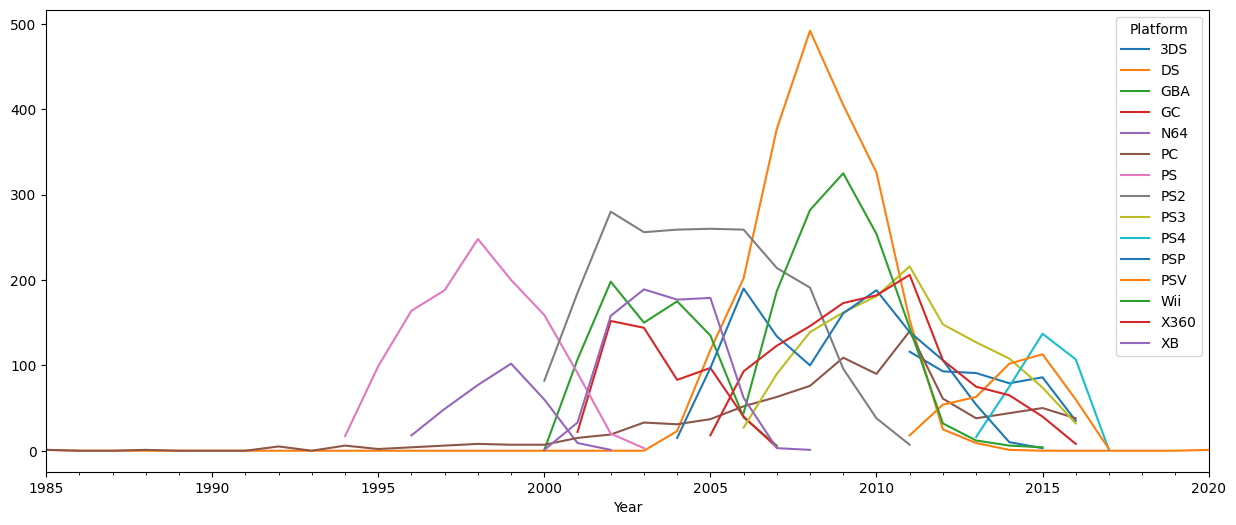 500
400
300
200
100
0
1985 1990 1995 2000 2005 2010 2015 2020
Year
Platform
3DS
DS
GBA
GC
N64
PC
PS
PS2
PS3
PS4
PSP
PSV
Wii
X360
XB